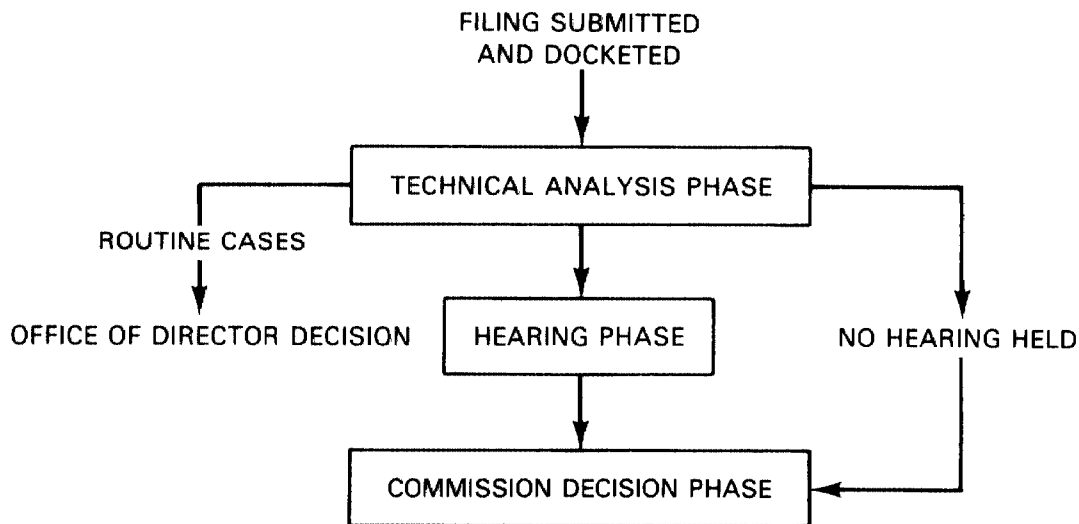 FILING SUBMITTED
AND DOCKETED
TECHNICAL ANALYSIS PHASE
ROUTINE CASES
OFFICE OF DIRECTOR DECISION
HEARING PHASE
NO HEARING HELD
COMMISSION DECISION PHASE